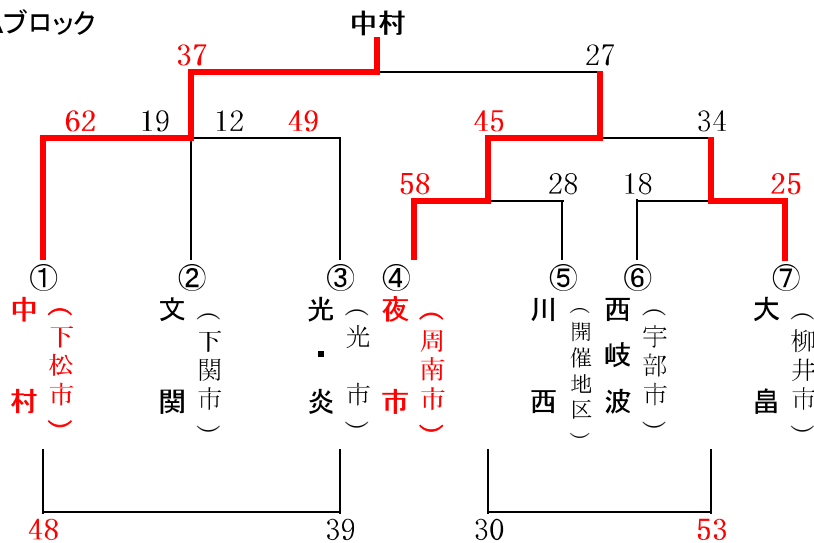 Aブロック
中村
37 27
62 19 12 49 45 34
58 28 18 25
① ② ③ ④ ⑤ ⑥ ⑦
中村（下松市）
文関（下関市）
光・炎（光市）
夜市（周南市）
川西（開催地区）
西岐波（宇部市）
大畠（柳井市）
48 39 30 53